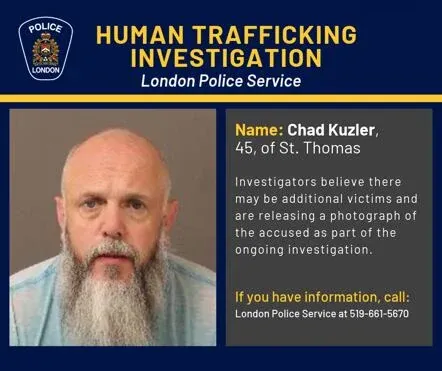 POLICE
LONDON
HUMAN TRAFFICKING
INVESTIGATION
London Police Service
Name: Chad Kuzler,
45, of St. Thomas
Investigators believe there
may be additional victims and
are releasing a photograph of
the accused as part of the
ongoing investigation.
If you have information, call:
London Police Service at 519-661-5670